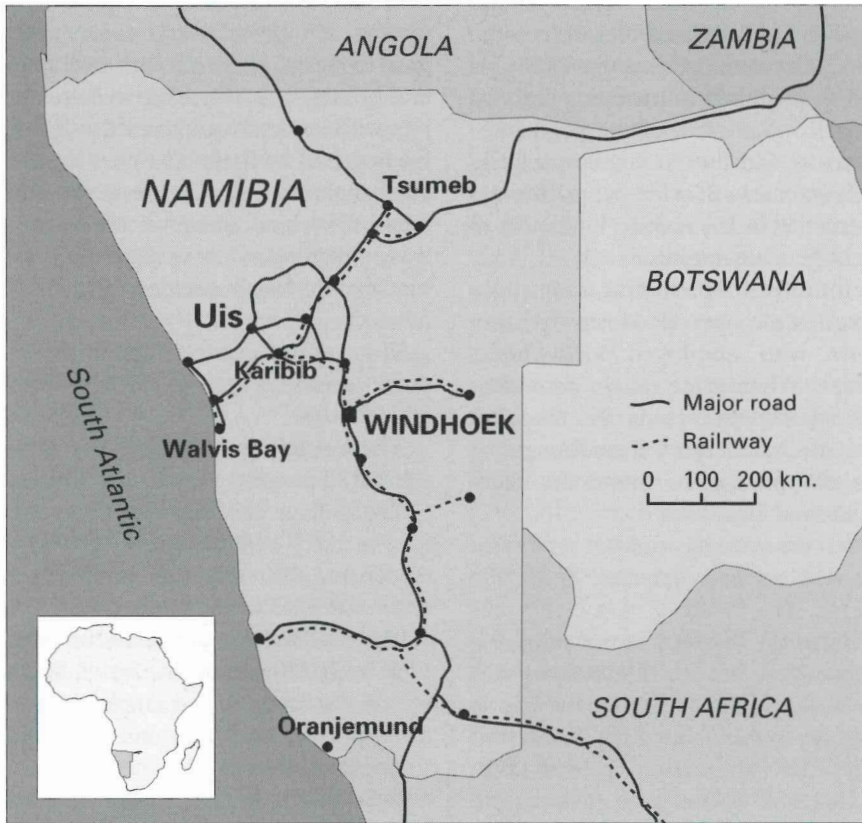 ANGOLA
ZAMBIA
NAMIBIA
Tsumeb
BOTSWANA
Uis
Karibib
South Atlantic
WINDHOEK
Walvis Bay
Major road
Railrway
0 100 200 km.
SOUTH AFRICA
Oranjemund